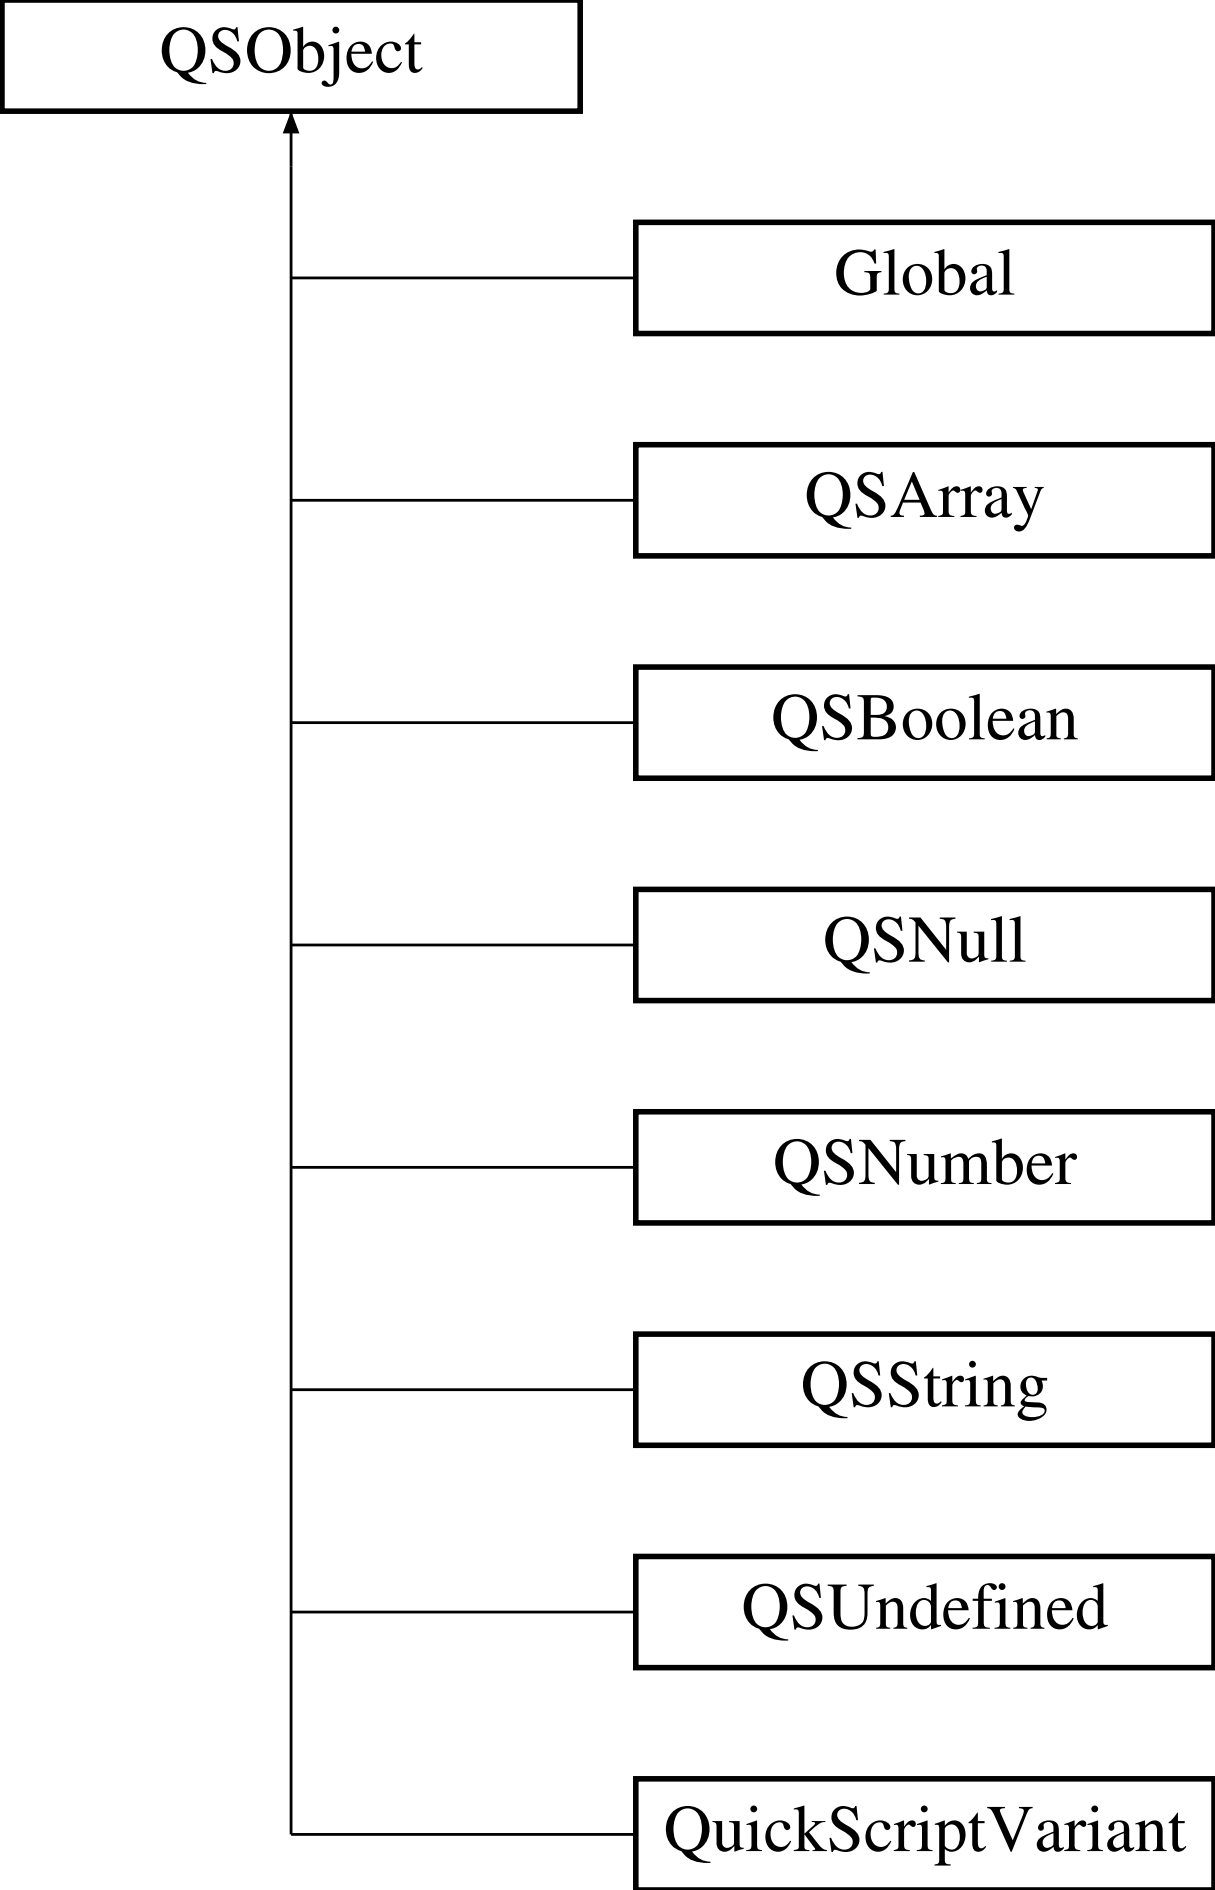 QSObject
Global
QSArray
QSBoolean
QSNull
QSNumber
QSString
QSUndefined
QuickScriptVariant